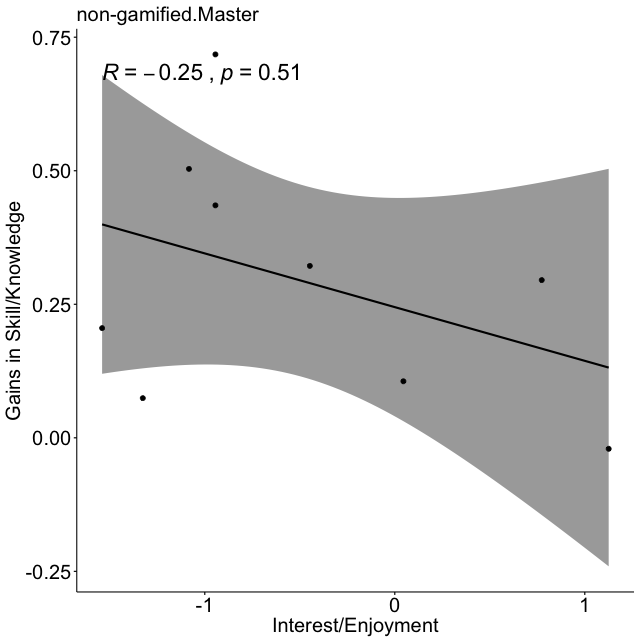 non-gamified.Master
0.75
R = −0.25 , p = 0.51
0.50
0.25
0.00
-0.25
Gains in Skill/Knowledge
-1 0 1
Interest/Enjoyment